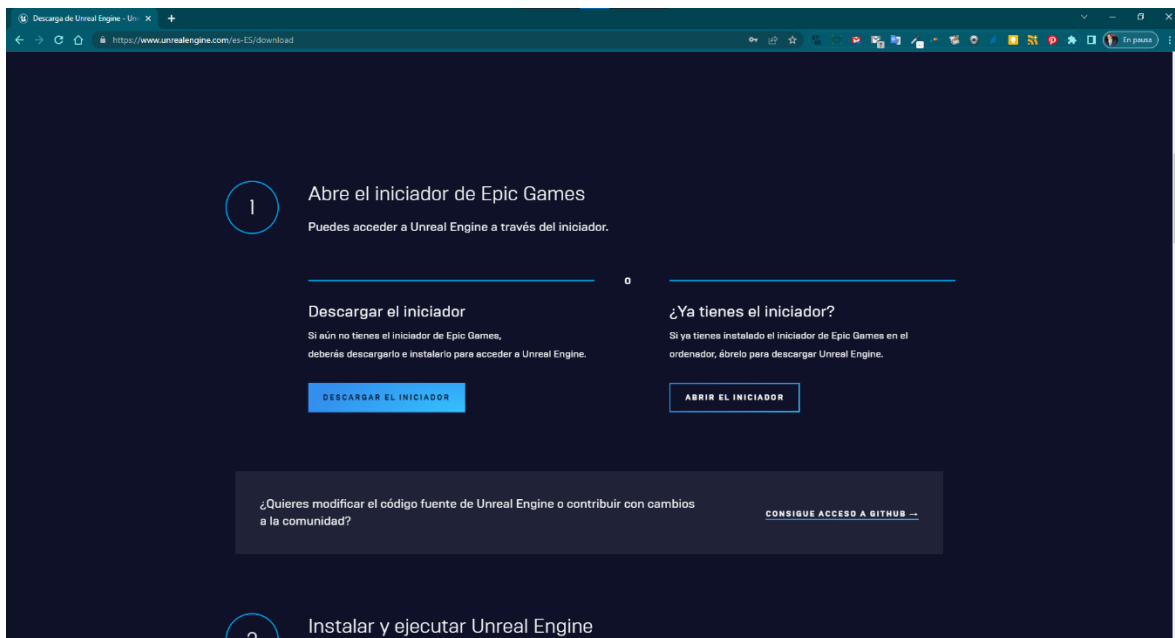 Descarga de Unreal Engine - Un
https://www.unrealengine.com/es-ES/download
En pausa
1
Abre el iniciador de Epic Games
Puedes acceder a Unreal Engine a través del iniciador.
o
Descargar el iniciador
Si aún no tienes el iniciador de Epic Games,
deberás descargarlo e instalarlo para acceder a Unreal Engine.
DESCARGAR EL INICIADOR
¿Ya tienes el iniciador?
Si ya tienes instalado el iniciador de Epic Games en el
ordenador, ábrelo para descargar Unreal Engine.
ABRIR EL INICIADOR
¿Quieres modificar el código fuente de Unreal Engine o contribuir con cambios
a la comunidad?
CONSIGUE ACCESO A GITHUB →
2
Instalar y ejecutar Unreal Engine